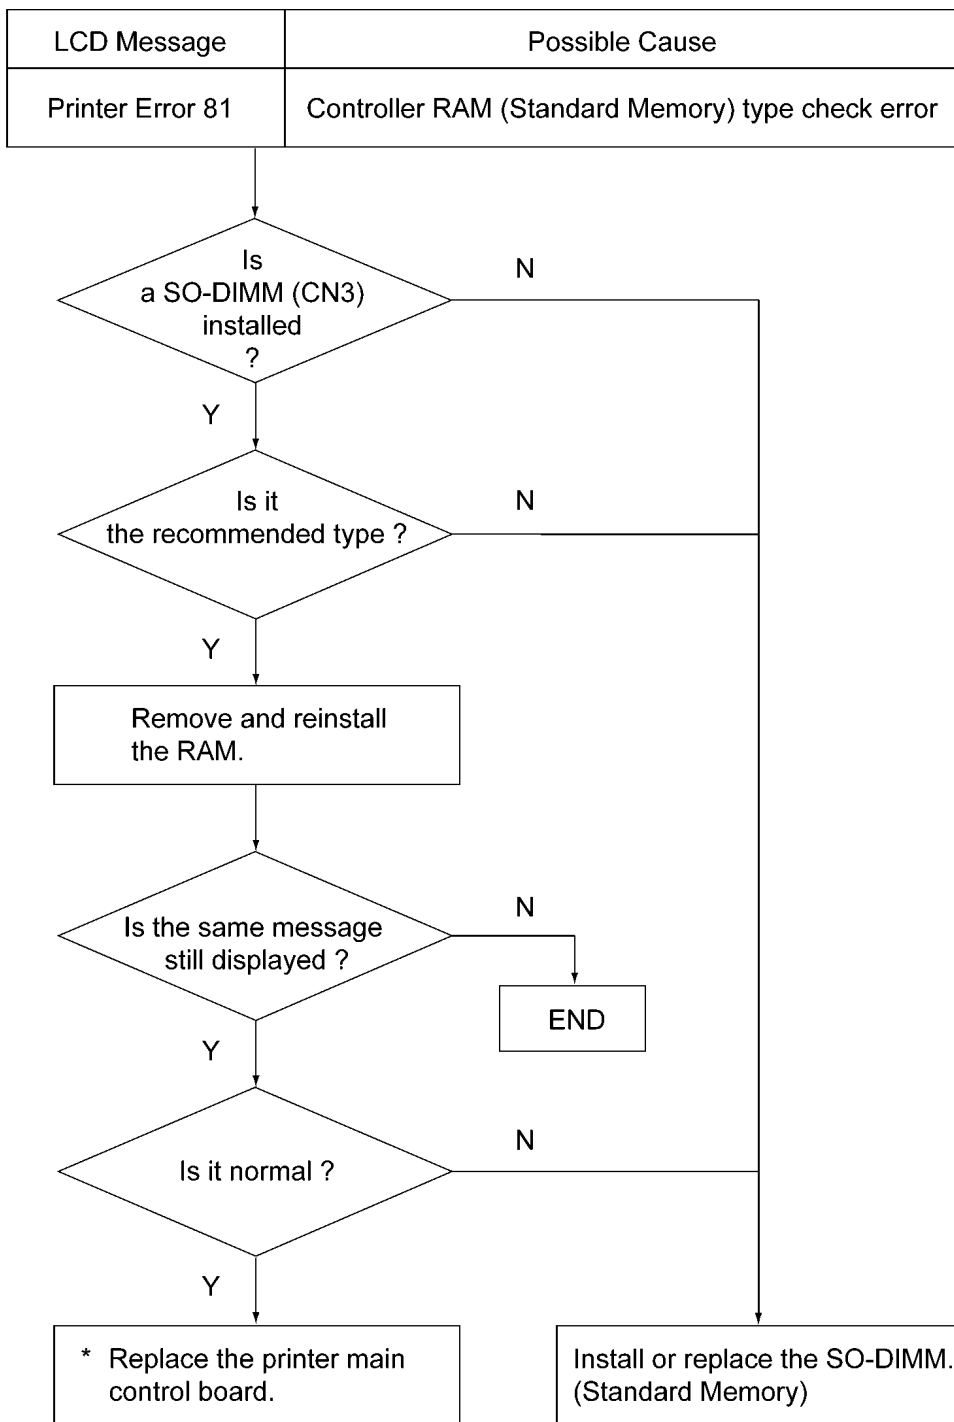 LCD Message
Possible Cause
Printer Error 81
Controller RAM (Standard Memory) type check error
Is
a SO-DIMM (CN3)
installed
?
N
Y
Is it
the recommended type ?
N
Y
Remove and reinstall
the RAM.
Is the same message
still displayed ?
N
END
Y
Is it normal ?
N
Y
* Replace the printer main
control board.
Install or replace the SO-DIMM.
(Standard Memory)